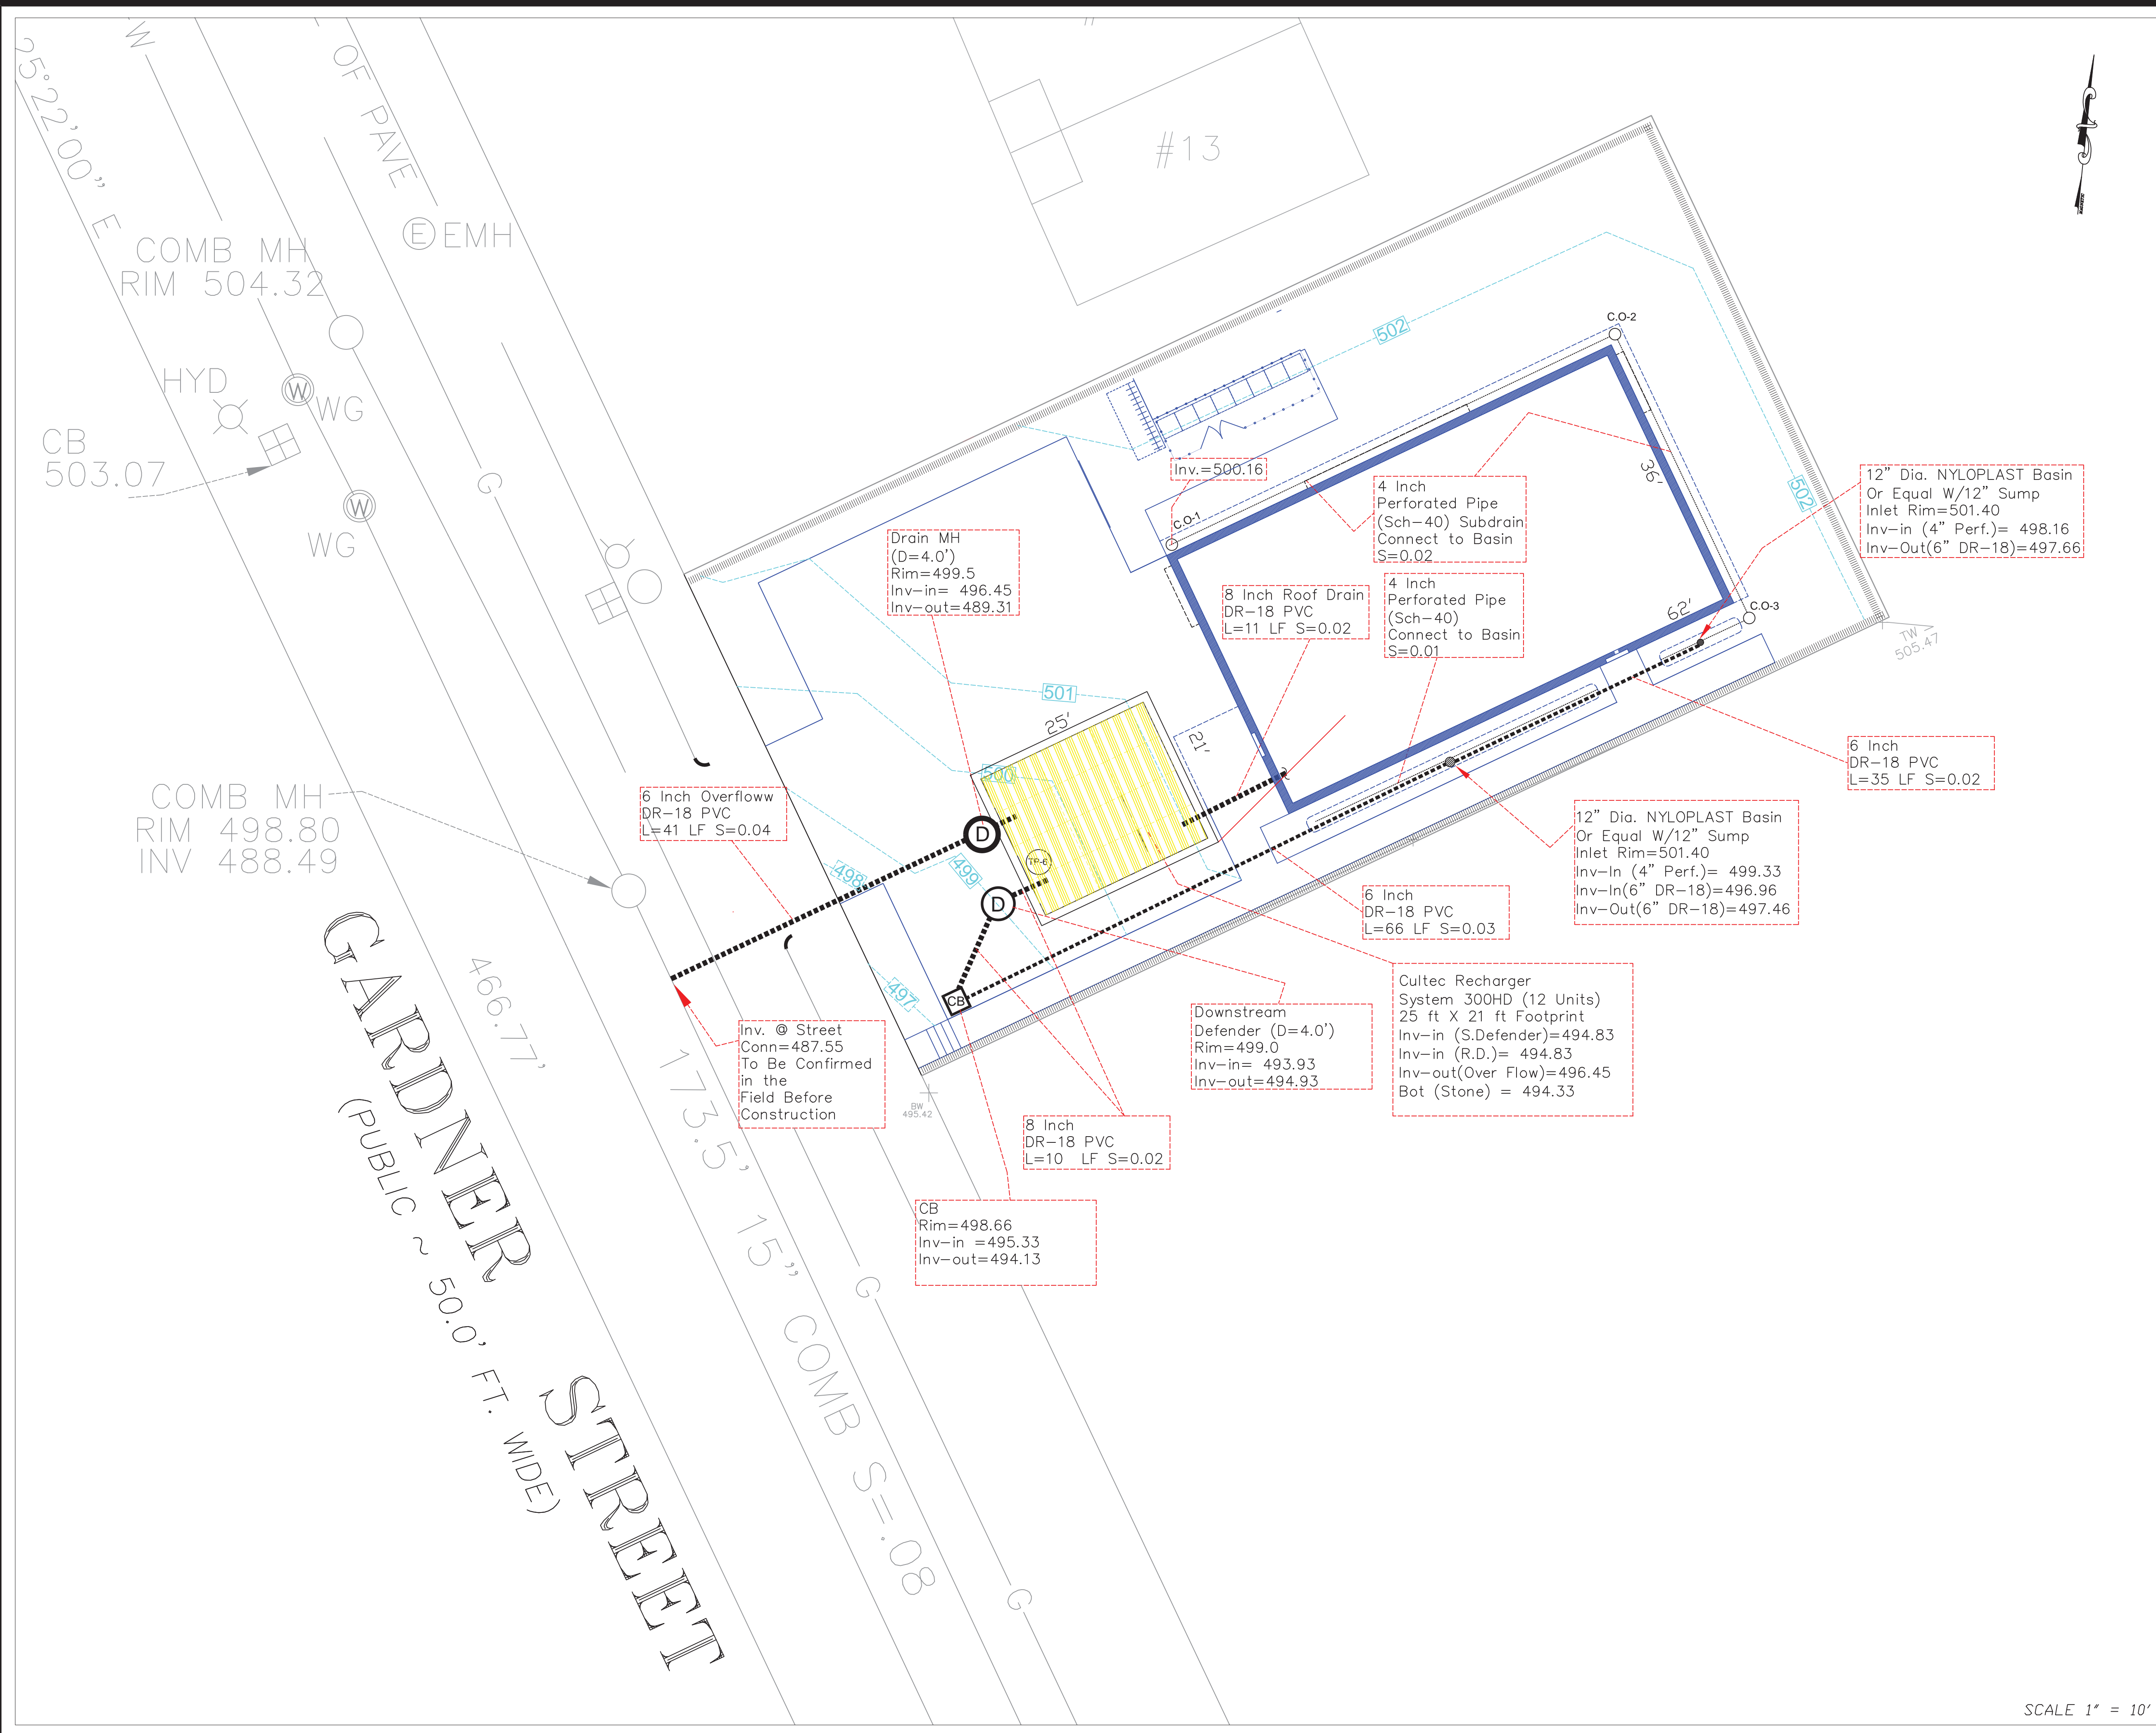 25°22'00" E
W
OF PAVE
#13
E
EMH
COMB MH
RIM 504.32
HYD
W
WG
CB
503.07
W
WG
G
502
C.O-2
36'
502
12" Dia. NYLOPLAST Basin
Or Equal W/12" Sump
Inlet Rim=501.40
Inv-in (4" Perf.)= 498.16
Inv-Out(6" DR-18)=497.66
Inv.=500.16
C.O-1
4 Inch
Perforated Pipe
(Sch-40) Subdrain
Connect to Basin
S=0.02
Drain MH
(D=4.0')
Rim=499.5
Inv-in= 496.45
Inv-out=489.31
8 Inch Roof Drain
DR-18 PVC
L=11 LF S=0.02
4 Inch
Perforated Pipe
(Sch-40)
Connect to Basin
S=0.01
62'
C.O-3
TW
505.47
501
25'
21'
500
6 Inch Overfloww
DR-18 PVC
L=41 LF S=0.04
COMB MH
RIM 498.80
INV 488.49
D
TP-6
498
499
D
497
CB
6 Inch
DR-18 PVC
L=35 LF S=0.02
12" Dia. NYLOPLAST Basin
Or Equal W/12" Sump
Inlet Rim=501.40
Inv-In (4" Perf.)= 499.33
Inv-In(6" DR-18)=496.96
Inv-Out(6" DR-18)=497.46
6 Inch
DR-18 PVC
L=66 LF S=0.03
Cultec Recharger
System 300HD (12 Units)
25 ft X 21 ft Footprint
Inv-in (S.Defender)=494.83
Inv-in (R.D.)= 494.83
Inv-out(Over Flow)=496.45
Bot (Stone) = 494.33
Downstream
Defender (D=4.0')
Rim=499.0
Inv-in= 493.93
Inv-out=494.93
Inv. @ Street
Conn=487.55
To Be Confirmed
in the
Field Before
Construction
BW
495.42
8 Inch
DR-18 PVC
L=10 LF S=0.02
CB
Rim=498.66
Inv-in =495.33
Inv-out=494.13
466.77'
GARDNER STREET
(PUBLIC ~ 50.0' FT. WIDE)
173.5' 15" COMB S=.08
G
G
SCALE 1" = 10'